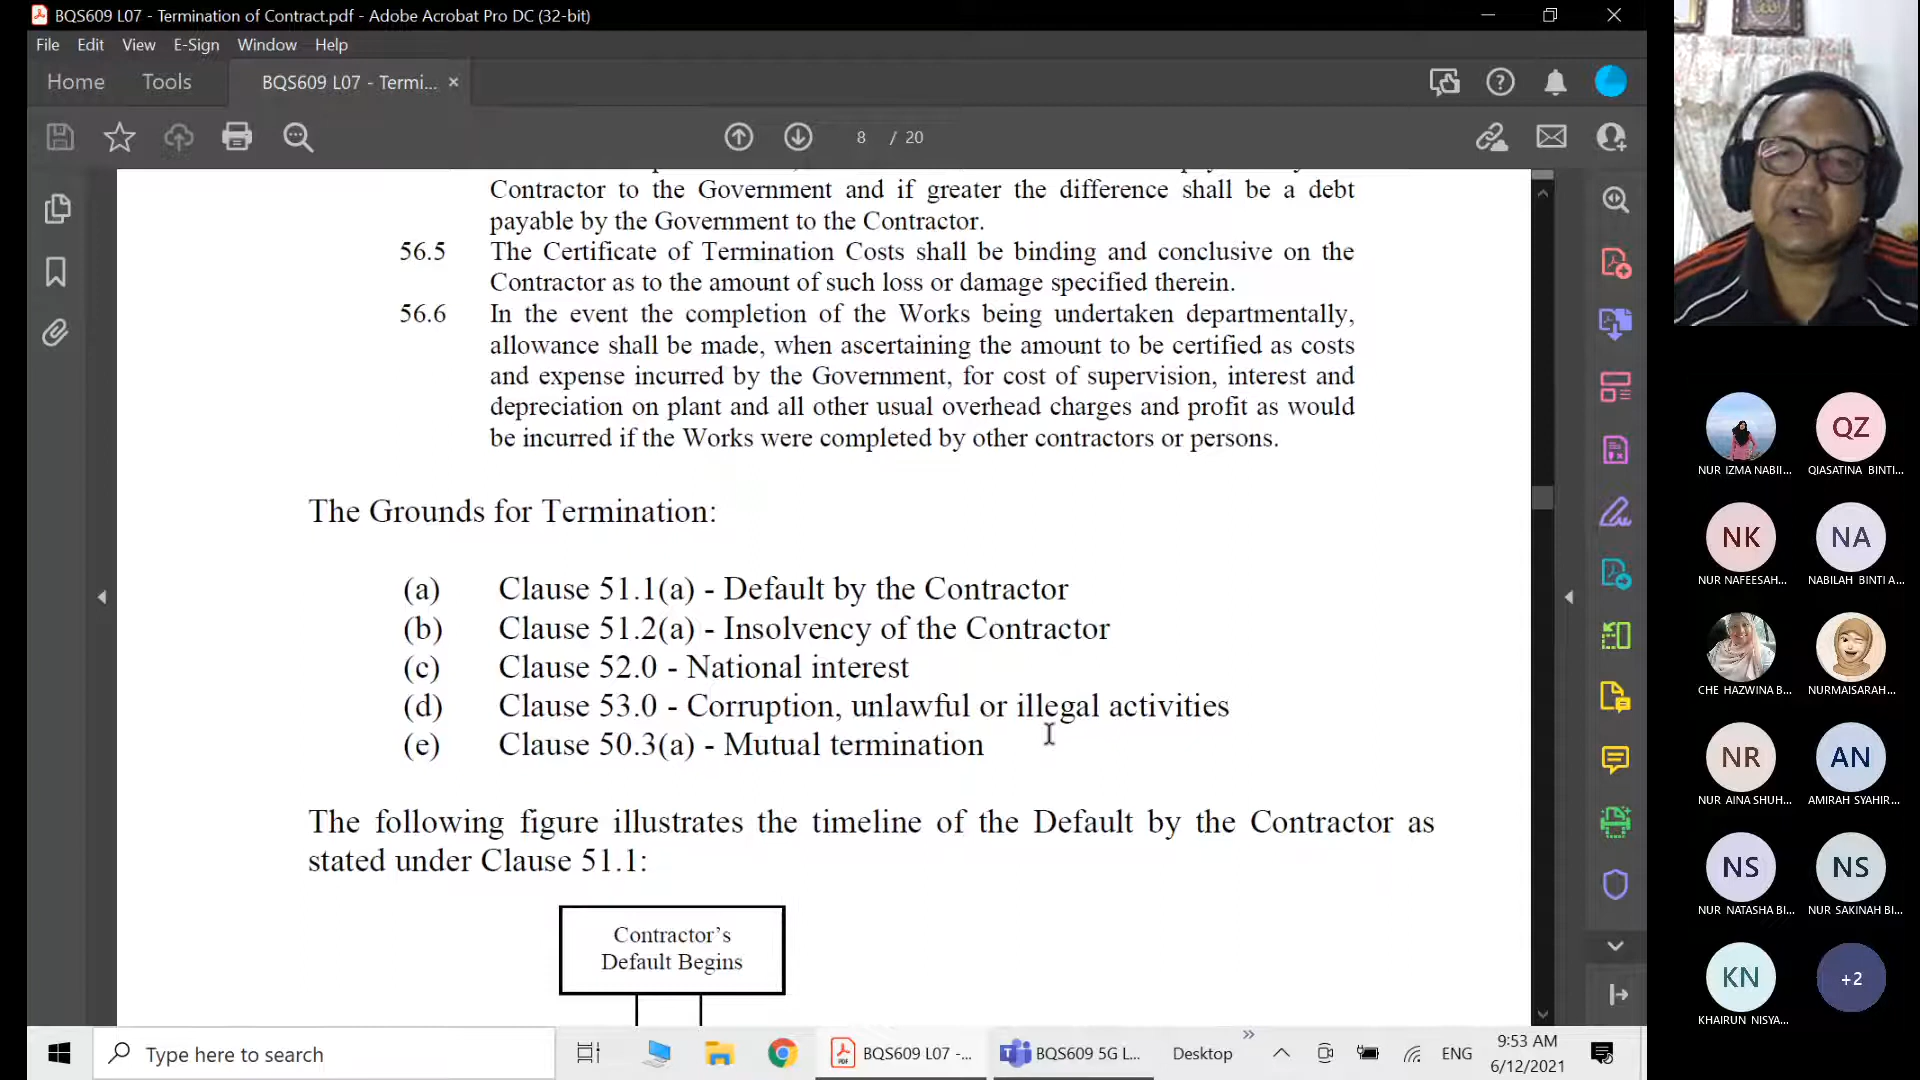 BQS609 L07 - Termination of Contract.pdf - Adobe Acrobat Pro DC (32-bit)
File Edit View E-Sign Window Help
Home Tools BQS609 L07 - Termi...
8 / 20
Contractor to the Government and if greater the difference shall be a debt
payable by the Government to the Contractor.
56.5 The Certificate of Termination Costs shall be binding and conclusive on the
Contractor as to the amount of such loss or damage specified therein.
56.6 In the event the completion of the Works being undertaken departmentally,
allowance shall be made, when ascertaining the amount to be certified as costs
and expense incurred by the Government, for cost of supervision, interest and
depreciation on plant and all other usual overhead charges and profit as would
be incurred if the Works were completed by other contractors or persons.
The Grounds for Termination:
(a) Clause 51.1(a) - Default by the Contractor
(b) Clause 51.2(a) - Insolvency of the Contractor
(c) Clause 52.0 - National interest
(d) Clause 53.0 - Corruption, unlawful or illegal activities
(e) Clause 50.3(a) - Mutual termination
The following figure illustrates the timeline of the Default by the Contractor as
stated under Clause 51.1:
Contractor's
Default Begins
QZ
NUR IZMA NABII... QIASATINA BINTI...
NK NA
NUR NAFEESAH... NABILAH BINTI A...
CHE HAZWINA B... NURMAISARAH...
NR AN
NUR AINA SHUH... AMIRAH SYAHIR...
NS NS
NUR NATASHA BI... NUR SAKINAH BI...
KN +2
KHAIRUN NISYA...
Type here to search
BQS609 L07 -... BQS609 5G L... Desktop ENG
9:53 AM
6/12/2021